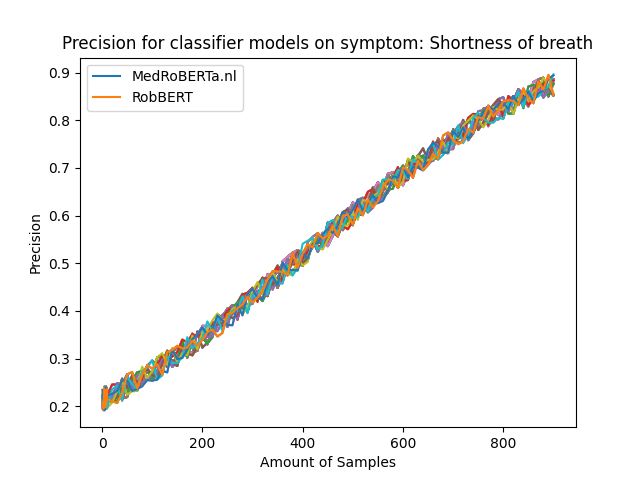 Precision for classifier models on symptom: Shortness of breath
MedRoBERTa.nl
RobBERT
0.9
0.8
0.7
0.6
0.5
0.4
0.3
0.2
Precision
0
200
400
600
800
Amount of Samples